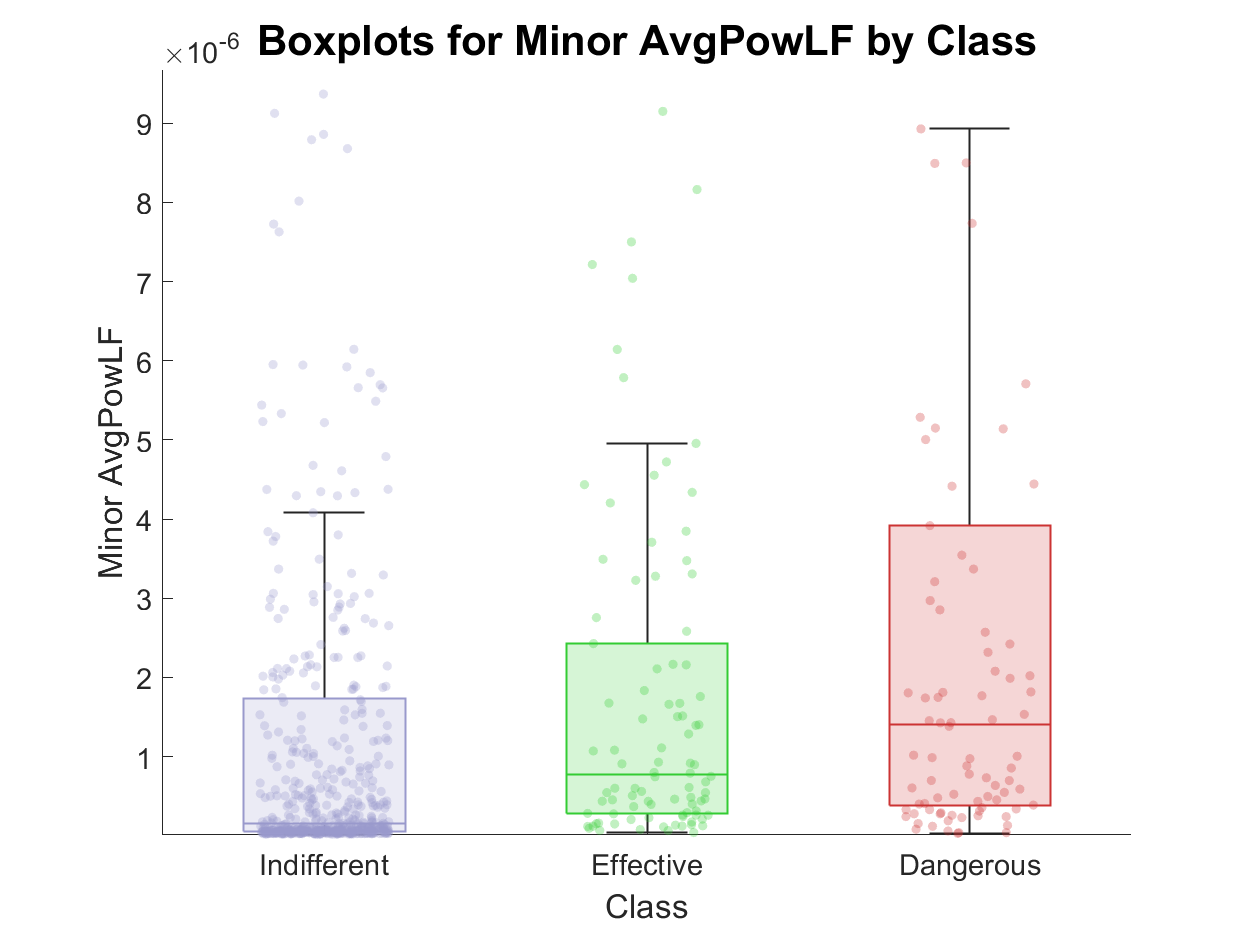 ×10⁻⁶
Boxplots for Minor AvgPowLF by Class
Minor AvgPowLF
9
8
7
6
5
4
3
2
1
Indifferent Effective Dangerous
Class